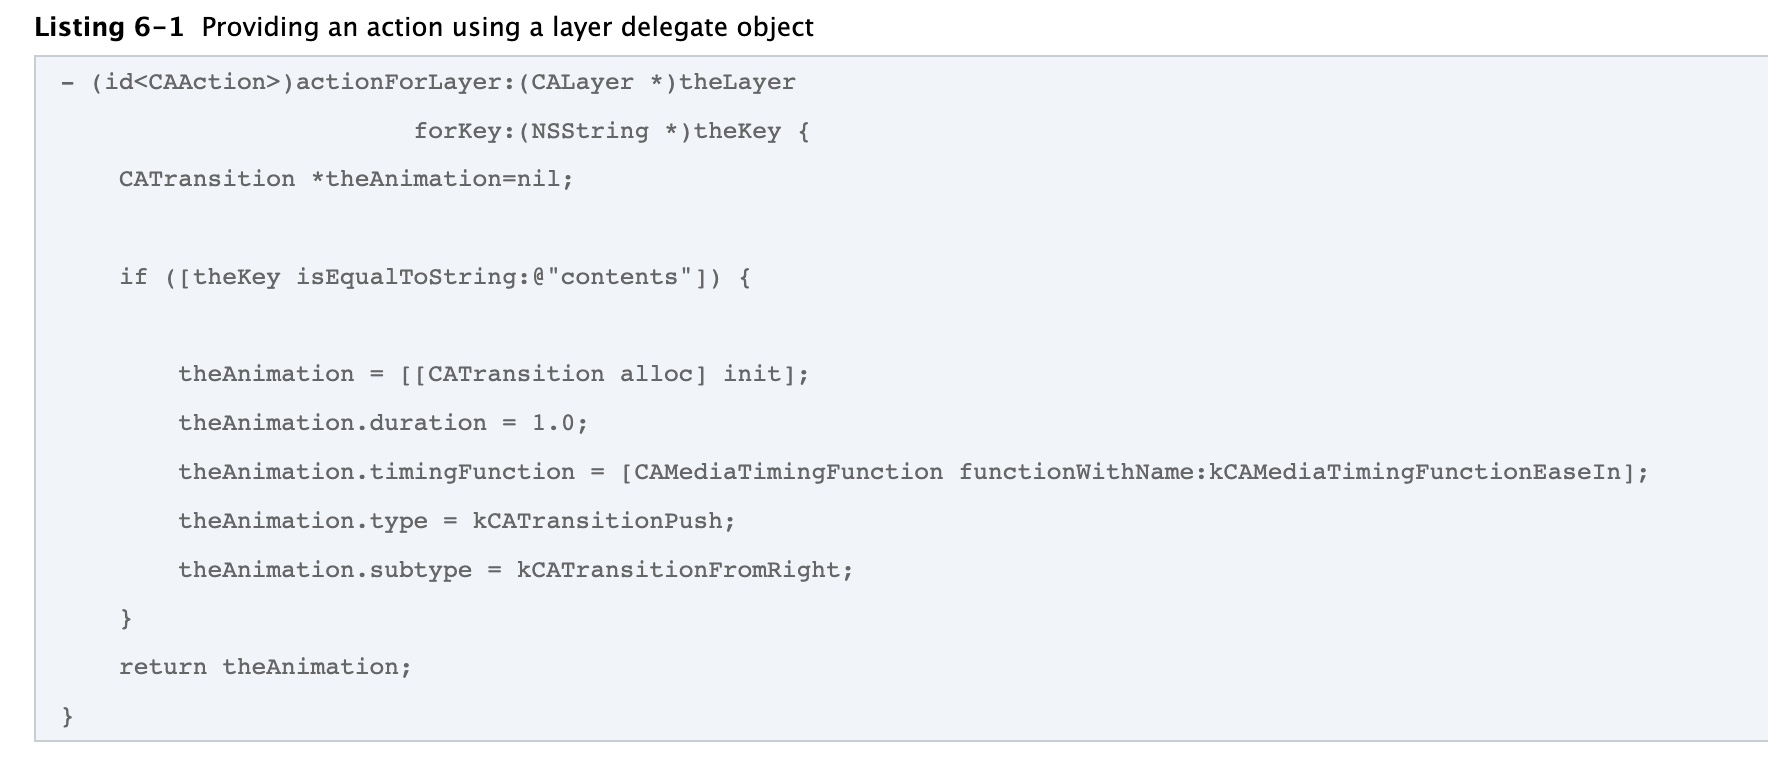 Listing 6-1 Providing an action using a layer delegate object
- (id<CAAction>)actionForLayer:(CALayer *)theLayer
                        forKey:(NSString *)theKey {
    CATransition *theAnimation=nil;

    if ([theKey isEqualToString:@"contents"]) {

        theAnimation = [[CATransition alloc] init];
        theAnimation.duration = 1.0;
        theAnimation.timingFunction = [CAMediaTimingFunction functionWithName:kCAMediaTimingFunctionEaseIn];
        theAnimation.type = kCATransitionPush;
        theAnimation.subtype = kCATransitionFromRight;
    }
    return theAnimation;
}